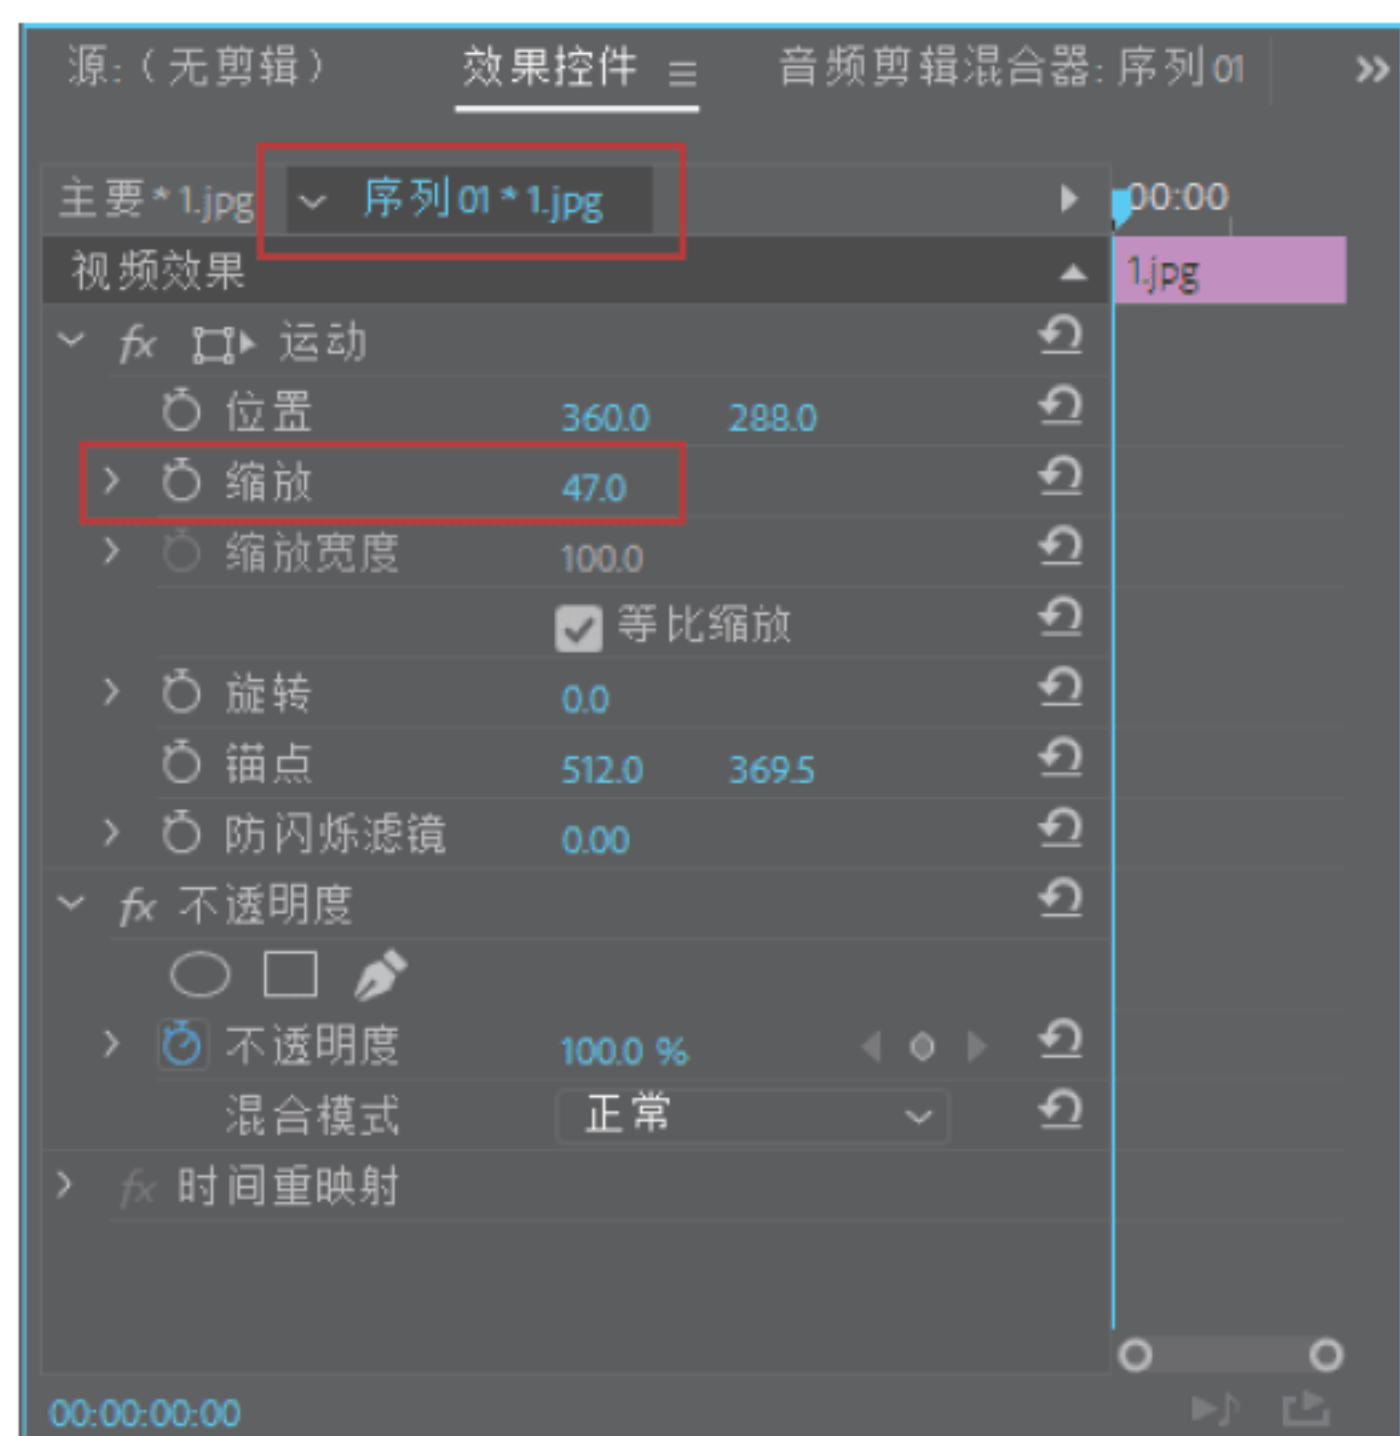 源:（无剪辑） 效果控件 音频剪辑混合器: 序列 01
主要 * 1.jpg 序列 01 * 1.jpg 00:00
视频效果 1.jpg
fx 运动
位置 360.0 288.0
缩放 47.0
缩放宽度 100.0
等比缩放
旋转 0.0
锚点 512.0 369.5
防闪烁滤镜 0.00
fx 不透明度
不透明度 100.0 %
混合模式 正常
fx 时间重映射
00:00:00:00